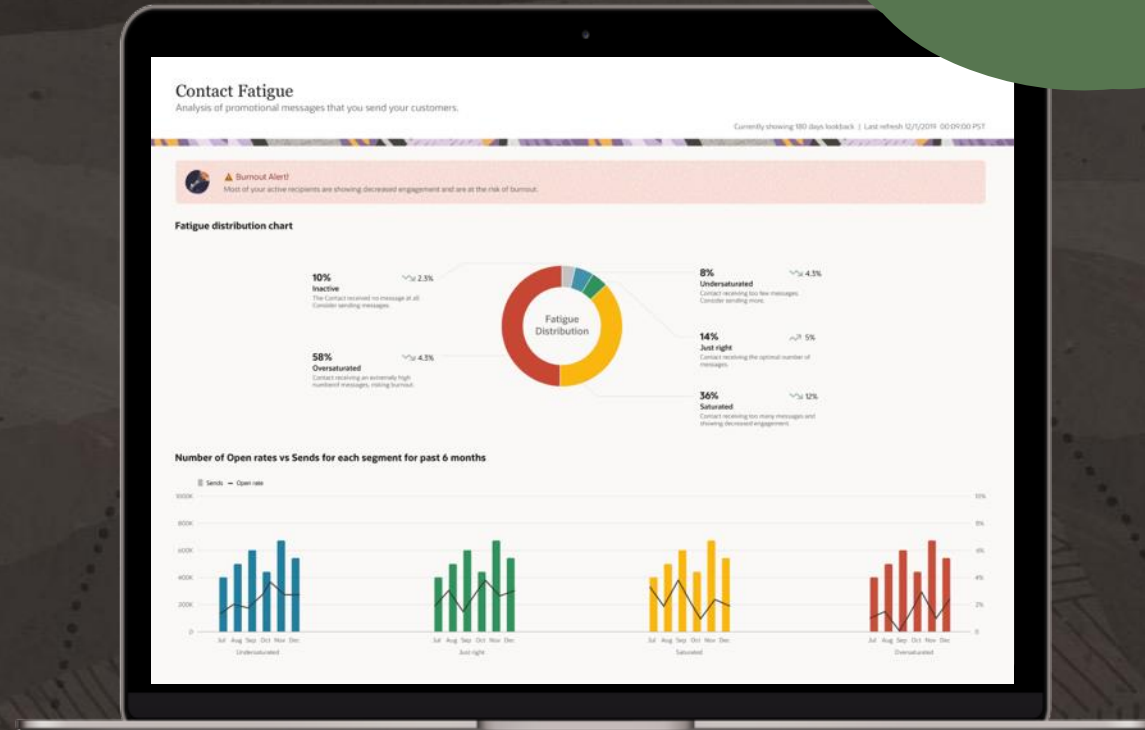 Contact Fatigue
Analysis of promotional messages that you send your customers.
Currently showing 180 days lookback | Last refresh 12/1/2019 00:09:00 PST
Burnout Alert!
Most of your active recipients are showing decreased engagement and are at the risk of burnout.
Fatigue distribution chart
10% 2.3%
Inactive
The Contact received no message at all.
Consider sending messages.
58% 4.3%
Oversaturated
Contact receiving an extremely high
numberof messages, risking burnout.
Fatigue
Distribution
8% 4.3%
Undersaturated
Contact receiving too few messages.
Consider sending more.
14% 5%
Just right
Contact receiving the optimal number of
messages.
36% 12%
Saturated
Contact receiving too many messages and
showing decreased engagement.
Number of Open rates vs Sends for each segment for past 6 months
Sends Open rate
1000K 10%
800K 8%
600K 6%
400K 4%
200K 2%
0 0
Jul Aug Sep Oct Nov Dec Jul Aug Sep Oct Nov Dec Jul Aug Sep Oct Nov Dec Jul Aug Sep Oct Nov Dec
Undersaturated Just right Saturated Oversaturated